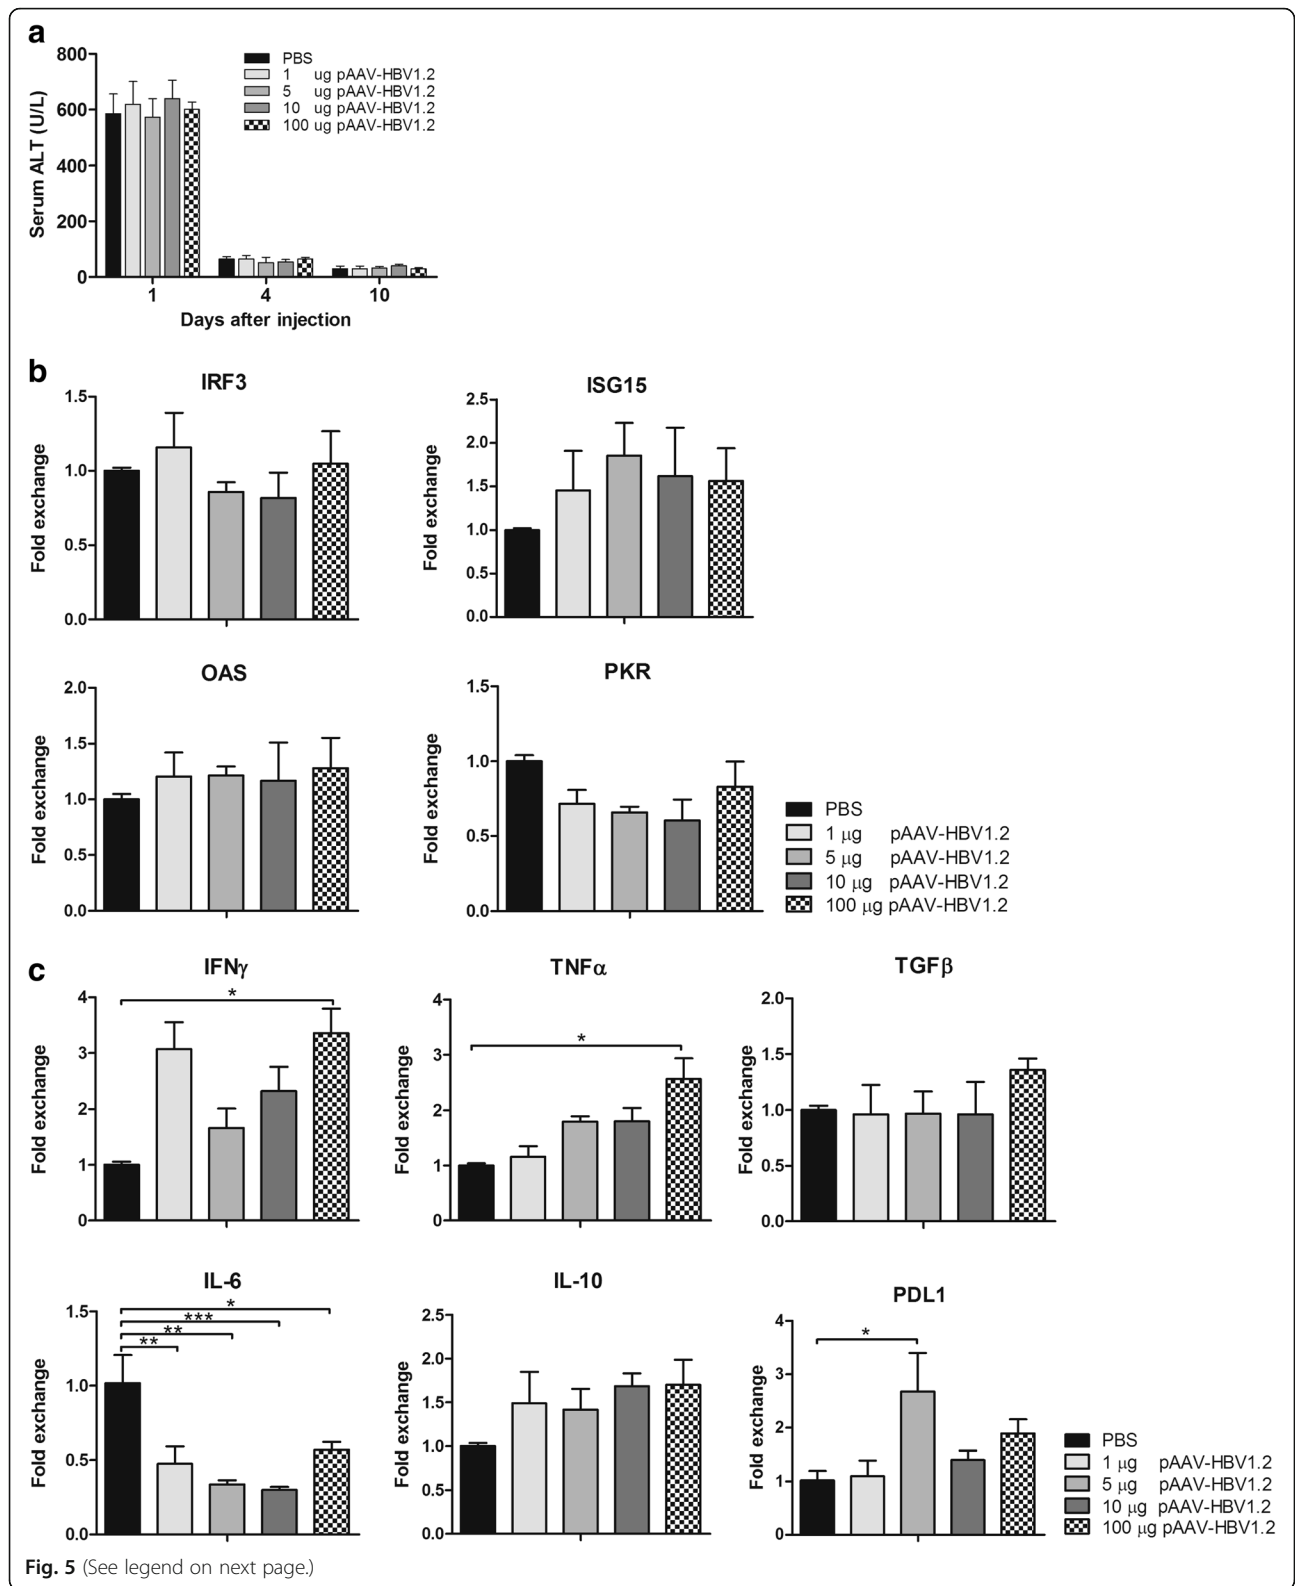 a
800
600
400
200
0
Serum ALT (U/L)
PBS
1 ug pAAV-HBV1.2
5 ug pAAV-HBV1.2
10 ug pAAV-HBV1.2
100 ug pAAV-HBV1.2
1 4 10
Days after injection
b
IRF3
1.5
1.0
0.5
0.0
Fold exchange
ISG15
2.5
2.0
1.5
1.0
0.5
0.0
Fold exchange
OAS
2.0
1.5
1.0
0.5
0.0
Fold exchange
PKR
1.5
1.0
0.5
0.0
Fold exchange
PBS
1 μg pAAV-HBV1.2
5 μg pAAV-HBV1.2
10 μg pAAV-HBV1.2
100 μg pAAV-HBV1.2
c
IFNγ
4
3
2
1
0
Fold exchange
*
TNFα
4
3
2
1
0
Fold exchange
*
TGFβ
2.0
1.5
1.0
0.5
0.0
Fold exchange
IL-6
1.5
1.0
0.5
0.0
Fold exchange
*
***
**
**
IL-10
2.5
2.0
1.5
1.0
0.5
0.0
Fold exchange
PDL1
4
3
2
1
0
Fold exchange
*
PBS
1 μg pAAV-HBV1.2
5 μg pAAV-HBV1.2
10 μg pAAV-HBV1.2
100 μg pAAV-HBV1.2
Fig. 5 (See legend on next page.)